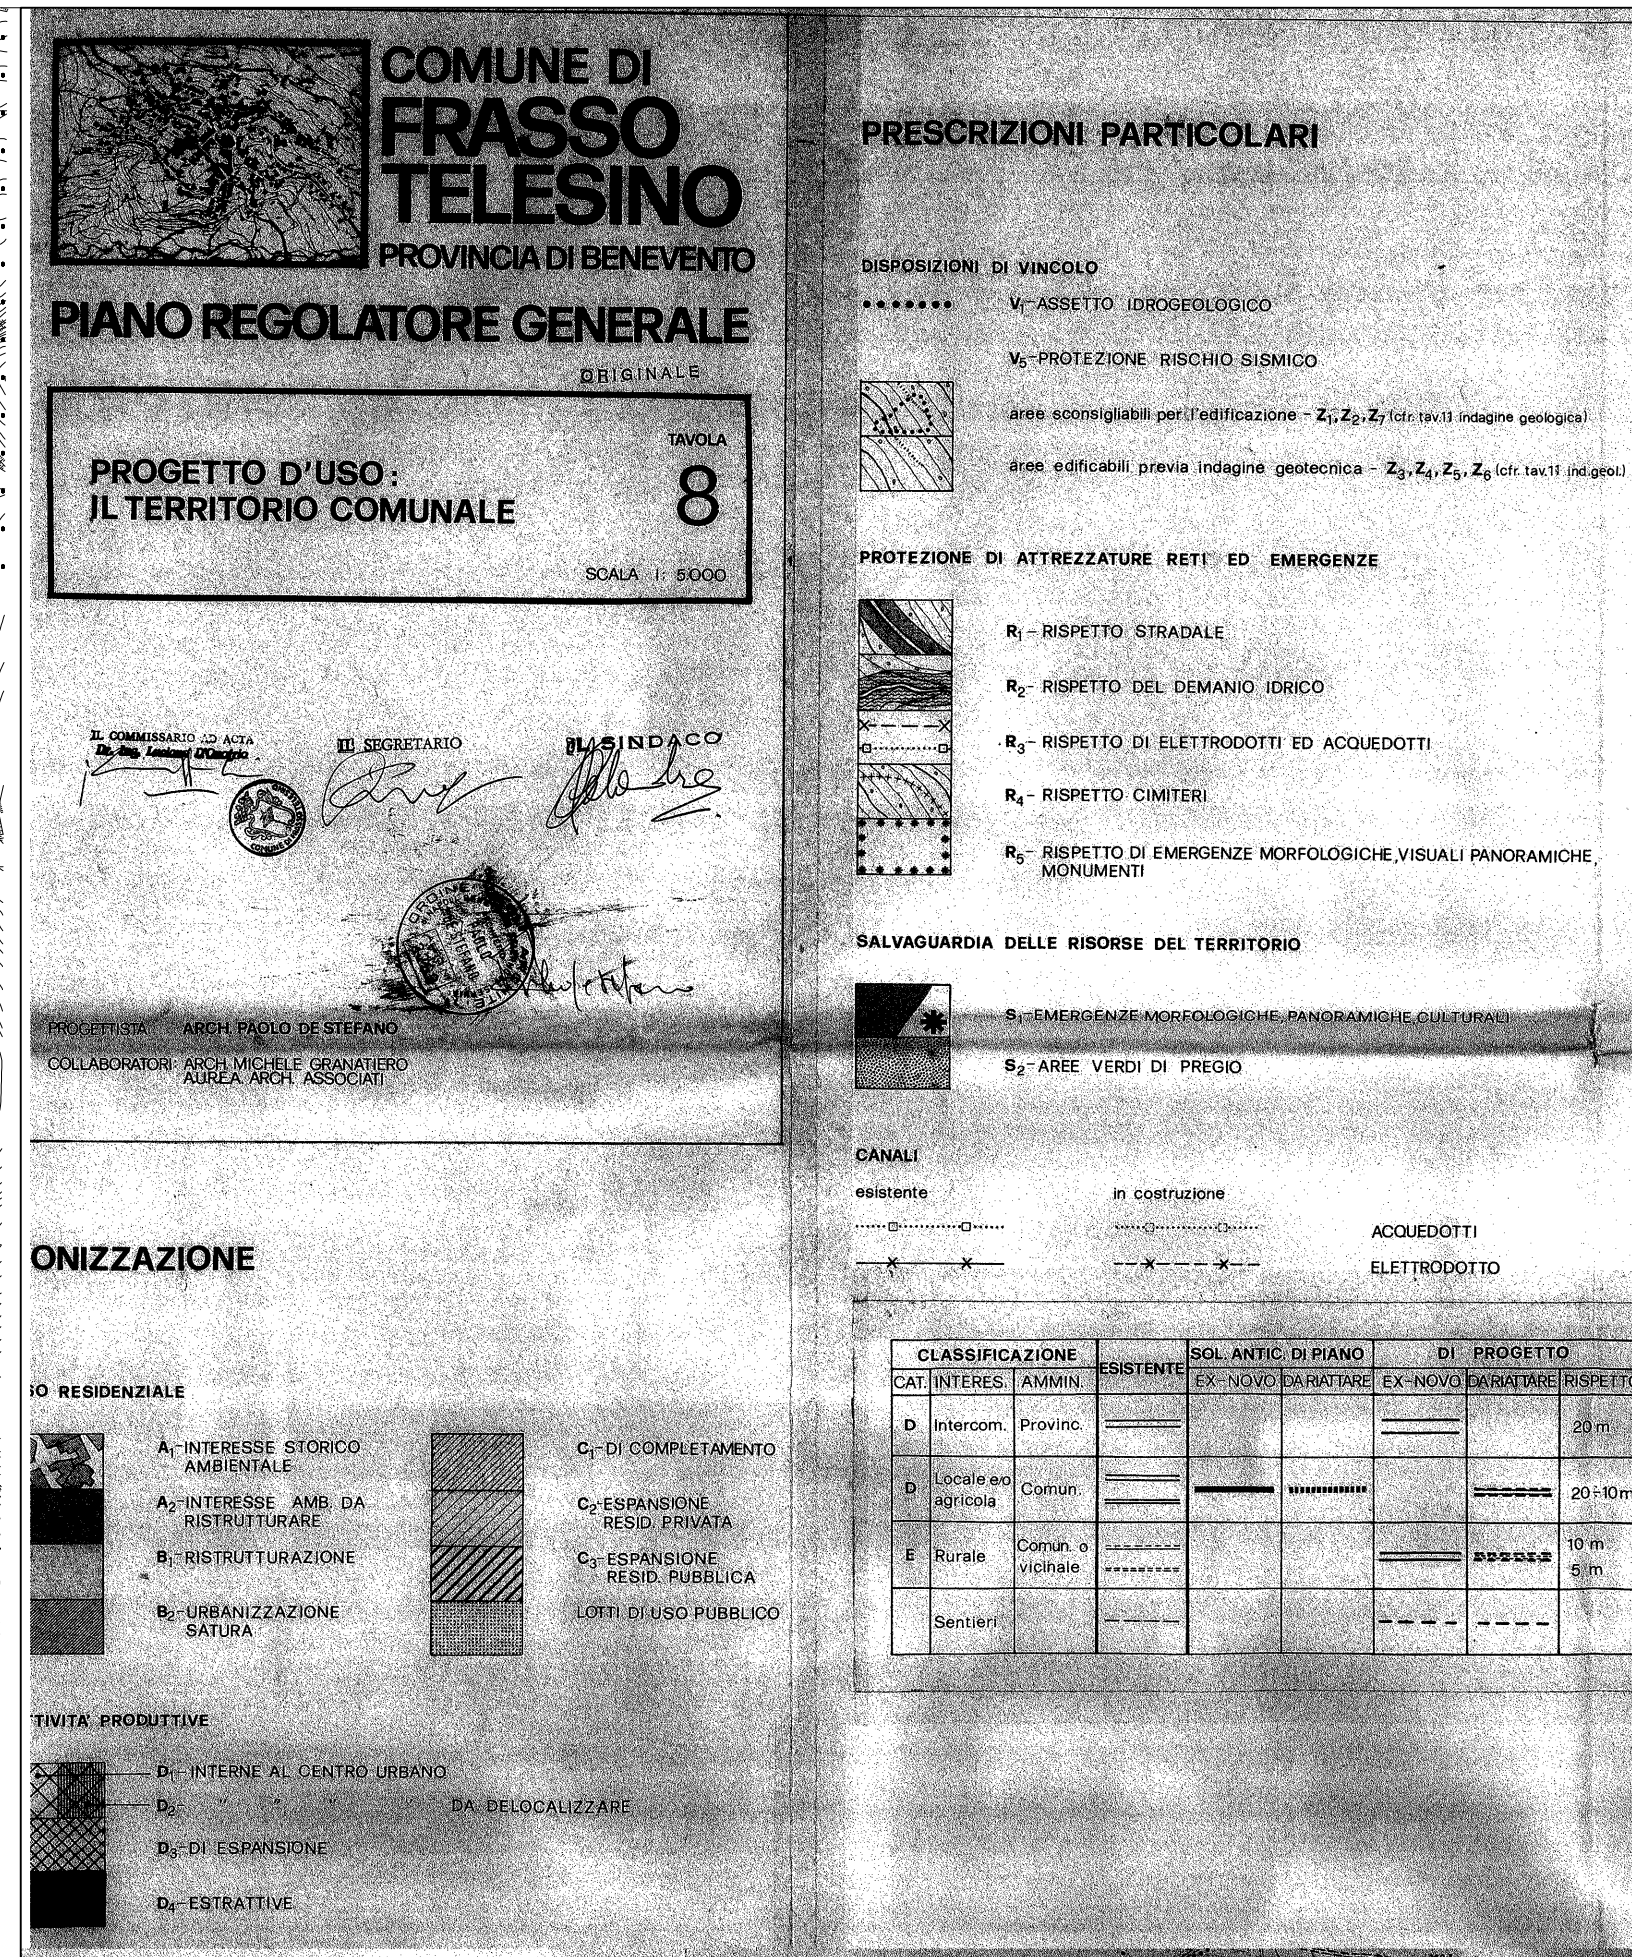 COMUNE DI
FRASSO
TELESINO
PROVINCIA DI BENEVENTO
PIANO REGOLATORE GENERALE
ORIGINALE
TAVOLA
PROGETTO D'USO:
IL TERRITORIO COMUNALE
8
SCALA 1: 5000
IL COMMISSARIO AD ACTA
Dr. Ing.
IL SEGRETARIO
IL SINDACO
COMUNE DI
ORDINE
PAOLO
DE STEFANO
PROGETTISTA: ARCH. PAOLO DE STEFANO
COLLABORATORI: ARCH. MICHELE GRANATIERO
AUREA ARCH. ASSOCIATI
ONIZZAZIONE
SO RESIDENZIALE
A1-INTERESSE STORICO
AMBIENTALE
A2-INTERESSE AMB. DA
RISTRUTTURARE
B1-RISTRUTTURAZIONE
B2-URBANIZZAZIONE
SATURA
C1-DI COMPLETAMENTO
C2-ESPANSIONE
RESID. PRIVATA
C3-ESPANSIONE
RESID. PUBBLICA
LOTTI DI USO PUBBLICO
TIVITA' PRODUTTIVE
D1-INTERNE AL CENTRO URBANO
D2- " " " " DA DELOCALIZZARE
D3-DI ESPANSIONE
D4-ESTRATTIVE
PRESCRIZIONI PARTICOLARI
DISPOSIZIONI DI VINCOLO
V1-ASSETTO IDROGEOLOGICO
V5-PROTEZIONE RISCHIO SISMICO
aree sconsigliabili per l'edificazione - Z1, Z2, Z7 (cfr. tav.11 indagine geologica)
aree edificabili previa indagine geotecnica - Z3, Z4, Z5, Z6 (cfr. tav.11 ind.geol.)
PROTEZIONE DI ATTREZZATURE RETI ED EMERGENZE
R1- RISPETTO STRADALE
R2- RISPETTO DEL DEMANIO IDRICO
R3- RISPETTO DI ELETTRODOTTI ED ACQUEDOTTI
R4- RISPETTO CIMITERI
R5- RISPETTO DI EMERGENZE MORFOLOGICHE, VISUALI PANORAMICHE,
MONUMENTI
SALVAGUARDIA DELLE RISORSE DEL TERRITORIO
S1-EMERGENZE MORFOLOGICHE, PANORAMICHE, CULTURALI
S2-AREE VERDI DI PREGIO
CANALI
esistente in costruzione
ACQUEDOTTI
ELETTRODOTTO
CLASSIFICAZIONE ESISTENTE SOL. ANTIC. DI PIANO DI PROGETTO
CAT. INTERES. AMMIN. EX-NOVO DA RIATTARE EX-NOVO DA RIATTARE RISPETTO
D Intercom. Provinc. 20 m
D Locale e/o agricola Comun. 20÷10m
E Rurale Comun. o vicinale 10 m 5 m
Sentieri